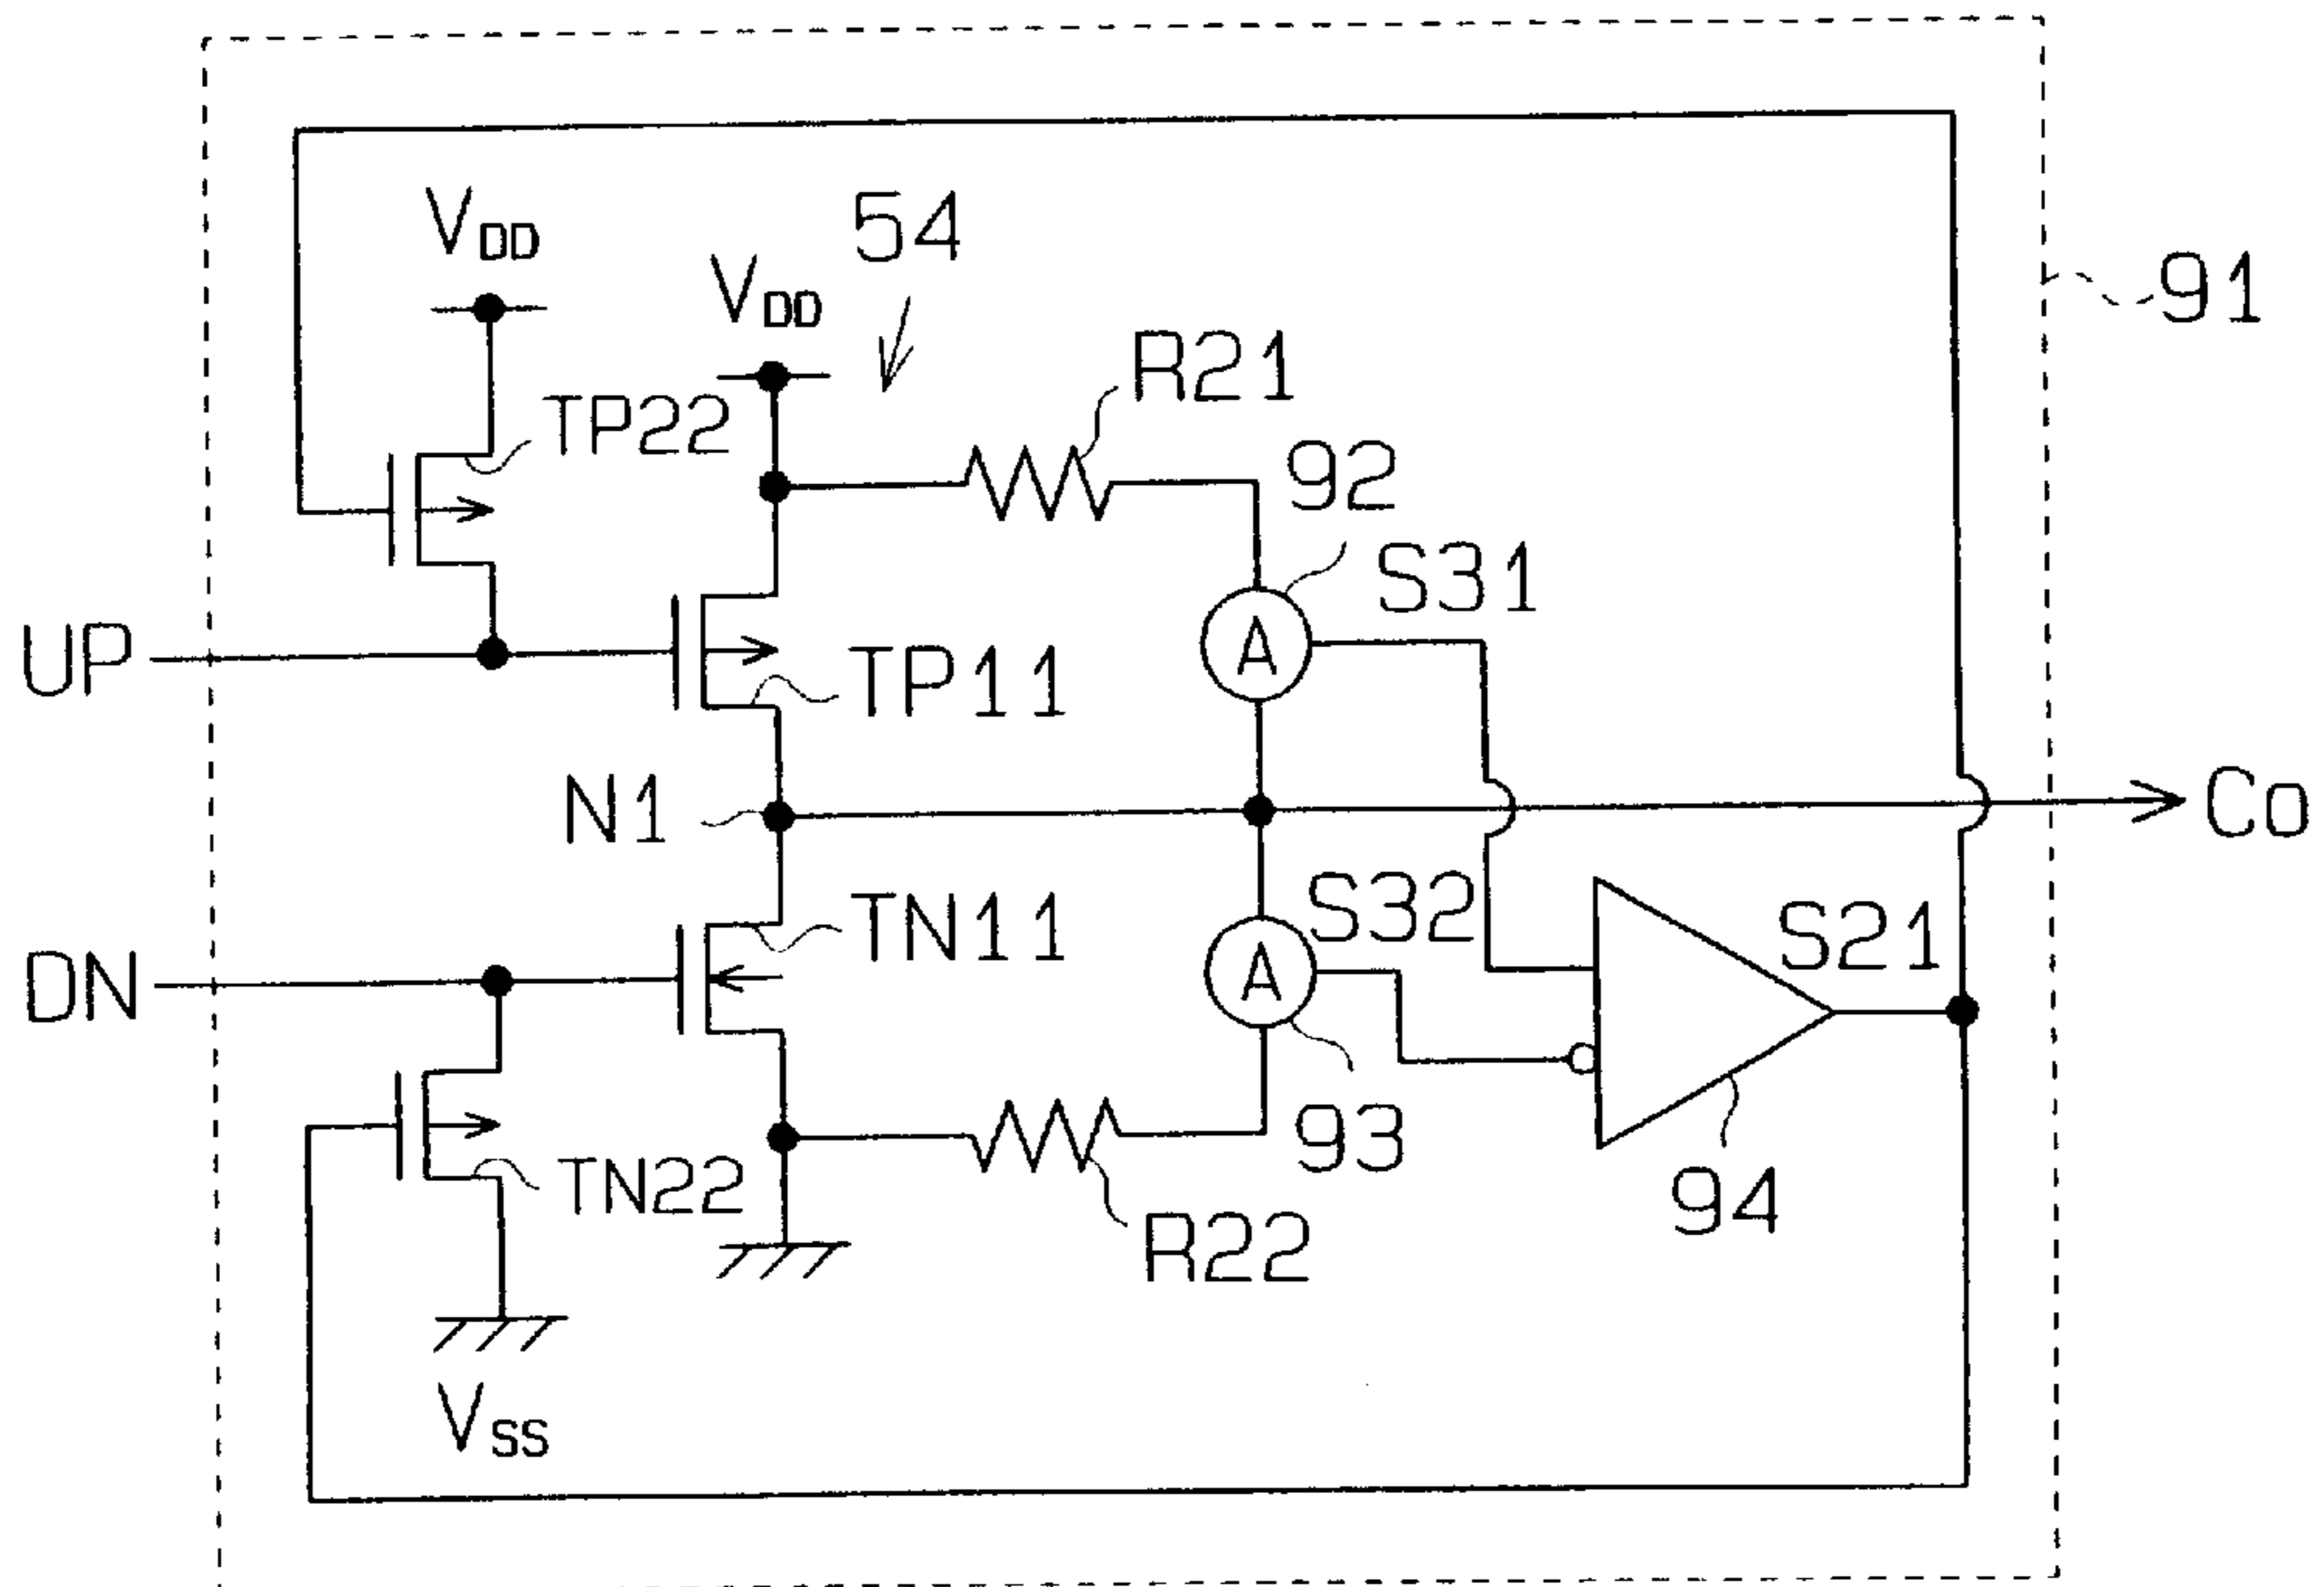 VDD
54
VDD
91
R21
TP22
92
S31
UP
TP11
N1
Co
TN11
S32
S21
DN
A
A
93
TN22
R22
94
VSS